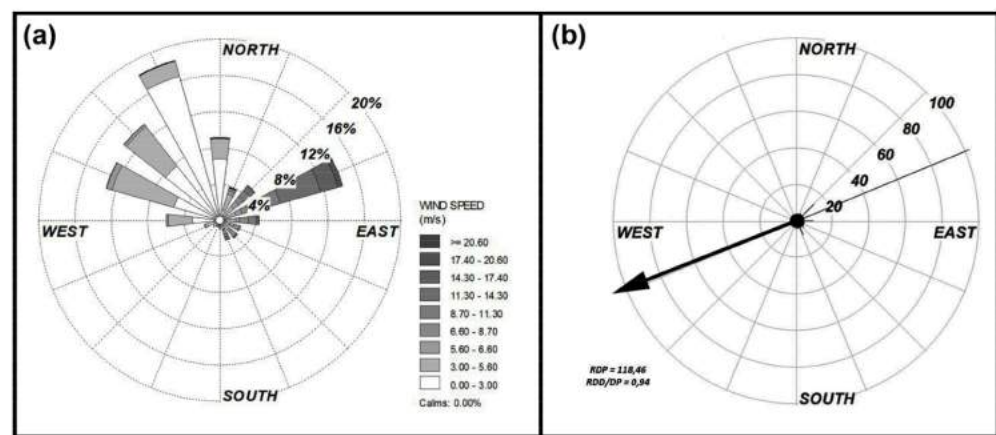 (a)
NORTH
20%
16%
12%
8%
4%
WEST
EAST
SOUTH
WIND SPEED
(m/s)
>= 20.60
17.40 - 20.60
14.30 - 17.40
11.30 - 14.30
8.70 - 11.30
6.60 - 8.70
5.60 - 6.60
3.00 - 5.60
0.00 - 3.00
Calms: 0.00%
(b)
NORTH
100
80
60
40
20
WEST
EAST
SOUTH
RDP = 118,46
RDD/DP = 0,94